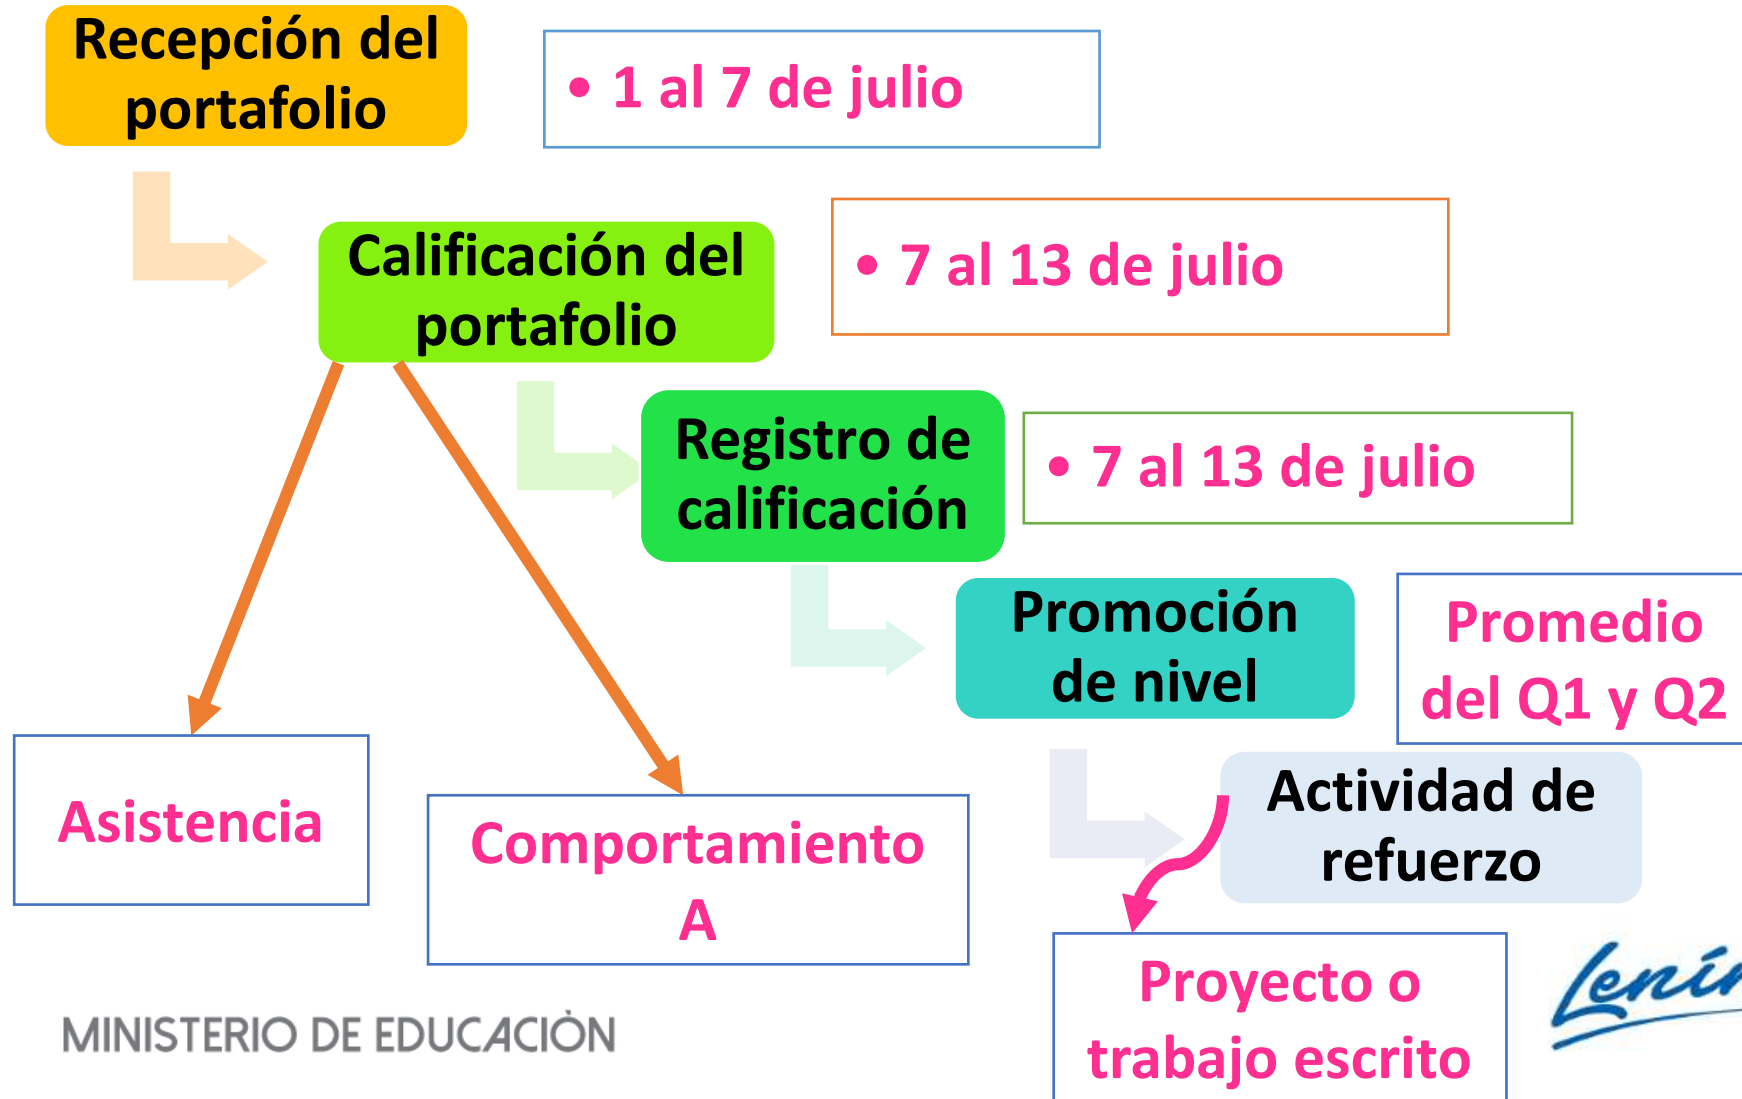 Recepción del
portafolio
• 1 al 7 de julio
Calificación del
portafolio
• 7 al 13 de julio
Registro de
calificación
• 7 al 13 de julio
Promoción
de nivel
Promedio
del Q1 y Q2
Actividad de
refuerzo
Asistencia
Comportamiento
A
Proyecto o
trabajo escrito
MINISTERIO DE EDUCACIÒN
Lenín